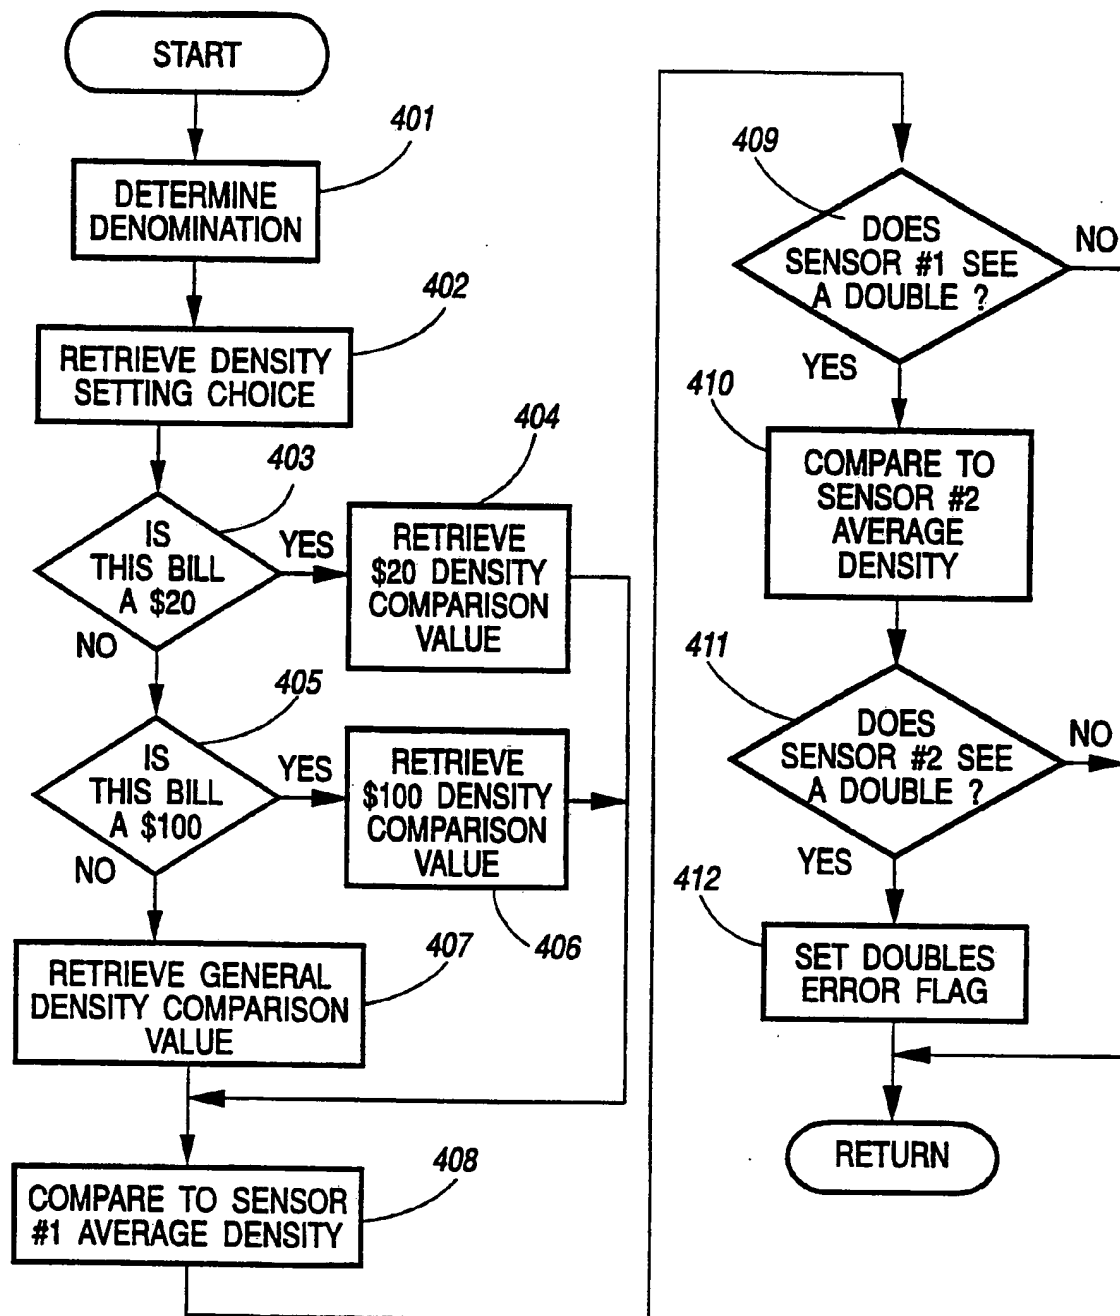 START
401
DETERMINE
DENOMINATION
402
RETRIEVE DENSITY
SETTING CHOICE
403
IS
THIS BILL
A $20
YES
NO
404
RETRIEVE
$20 DENSITY
COMPARISON
VALUE
405
IS
THIS BILL
A $100
YES
NO
RETRIEVE
$100 DENSITY
COMPARISON
VALUE
406
407
RETRIEVE GENERAL
DENSITY COMPARISON
VALUE
408
COMPARE TO SENSOR
#1 AVERAGE DENSITY
409
DOES
SENSOR #1 SEE
A DOUBLE ?
NO
YES
410
COMPARE TO
SENSOR #2
AVERAGE
DENSITY
411
DOES
SENSOR #2 SEE
A DOUBLE ?
NO
YES
412
SET DOUBLES
ERROR FLAG
RETURN